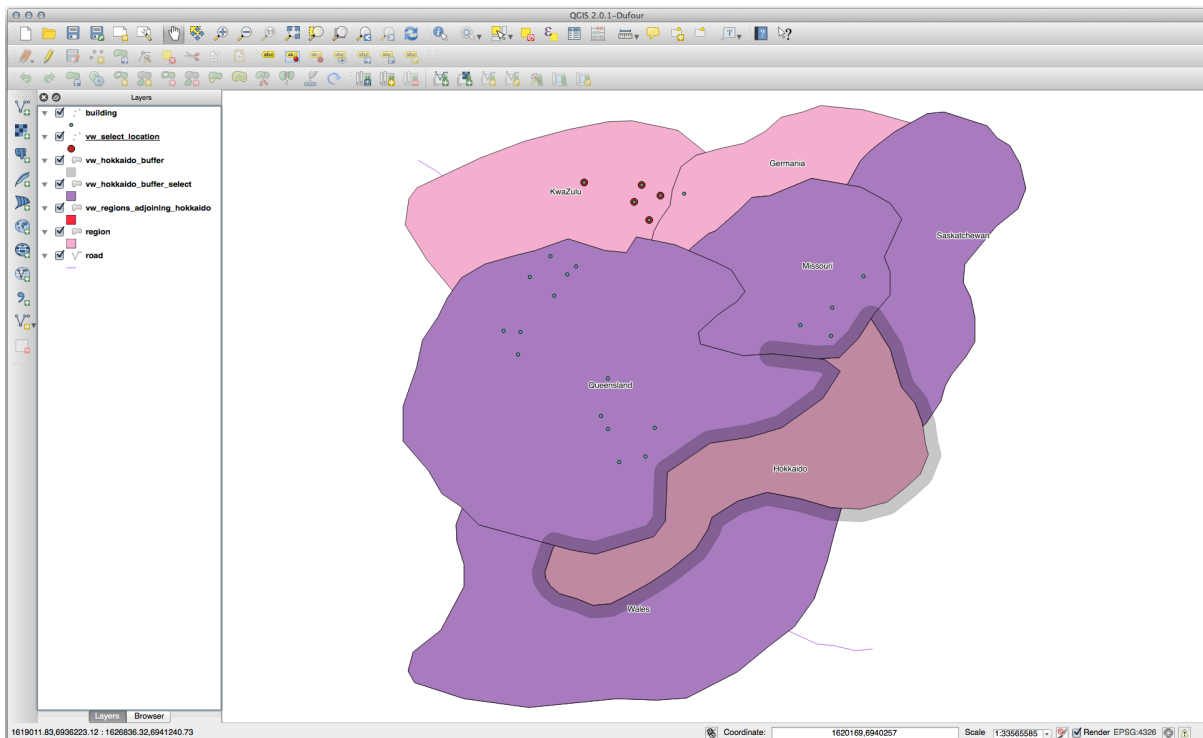 QGIS 2.0.1-Dufour
Layers
building
vw_select_location
vw_hokkaido_buffer
vw_hokkaido_buffer_select
vw_regions_adjoining_hokkaido
region
road
Germania
KwaZulu
Saskatchewan
Missouri
Queensland
Hokkaido
Wales
Layers
Browser
1619011.83,6936223.12 : 1626836.32,6941240.73
Coordinate:
1620169,6940257
Scale
1:33565585
Render
EPSG:4326